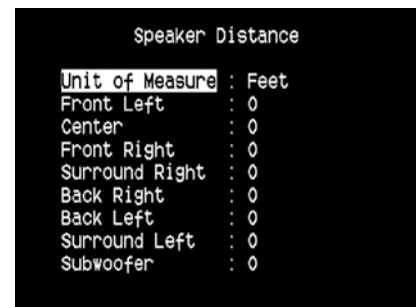 Speaker Distance
Unit of Measure : Feet
Front Left : 0
Center : 0
Front Right : 0
Surround Right : 0
Back Right : 0
Back Left : 0
Surround Left : 0
Subwoofer : 0